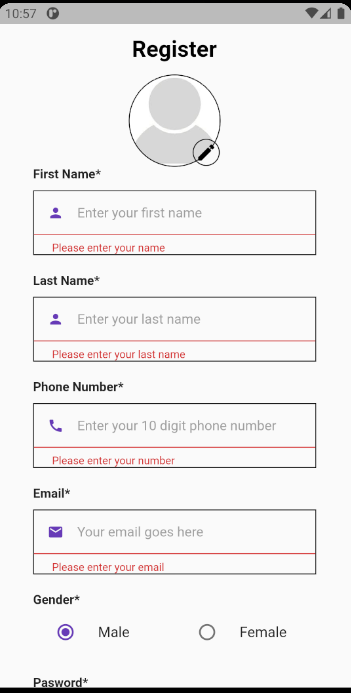 10:57
Register
First Name*
Enter your first name
Please enter your name
Last Name*
Enter your last name
Please enter your last name
Phone Number*
Enter your 10 digit phone number
Please enter your number
Email*
Your email goes here
Please enter your email
Gender*
Male Female
Pasword*